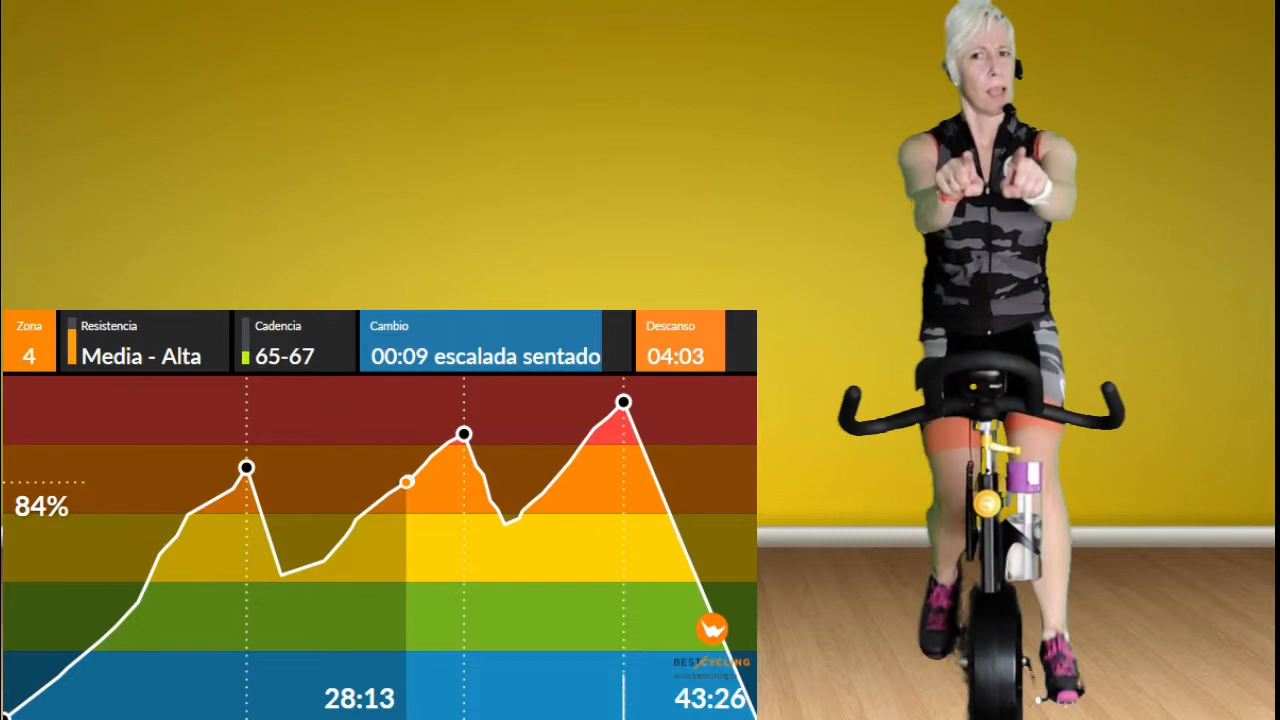 Zona
4
Resistencia
Media - Alta
Cadencia
65-67
Cambio
00:09 escalada sentado
Descanso
04:03
84%
28:13
BESTCYCLING
43:26